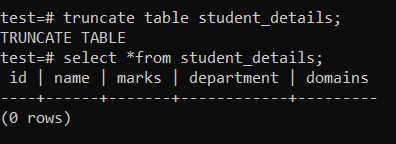 test=# truncate table student_details;
TRUNCATE TABLE
test=# select *from student_details;
 id | name | marks | department | domains
----+------+-------+------------+---------
(0 rows)